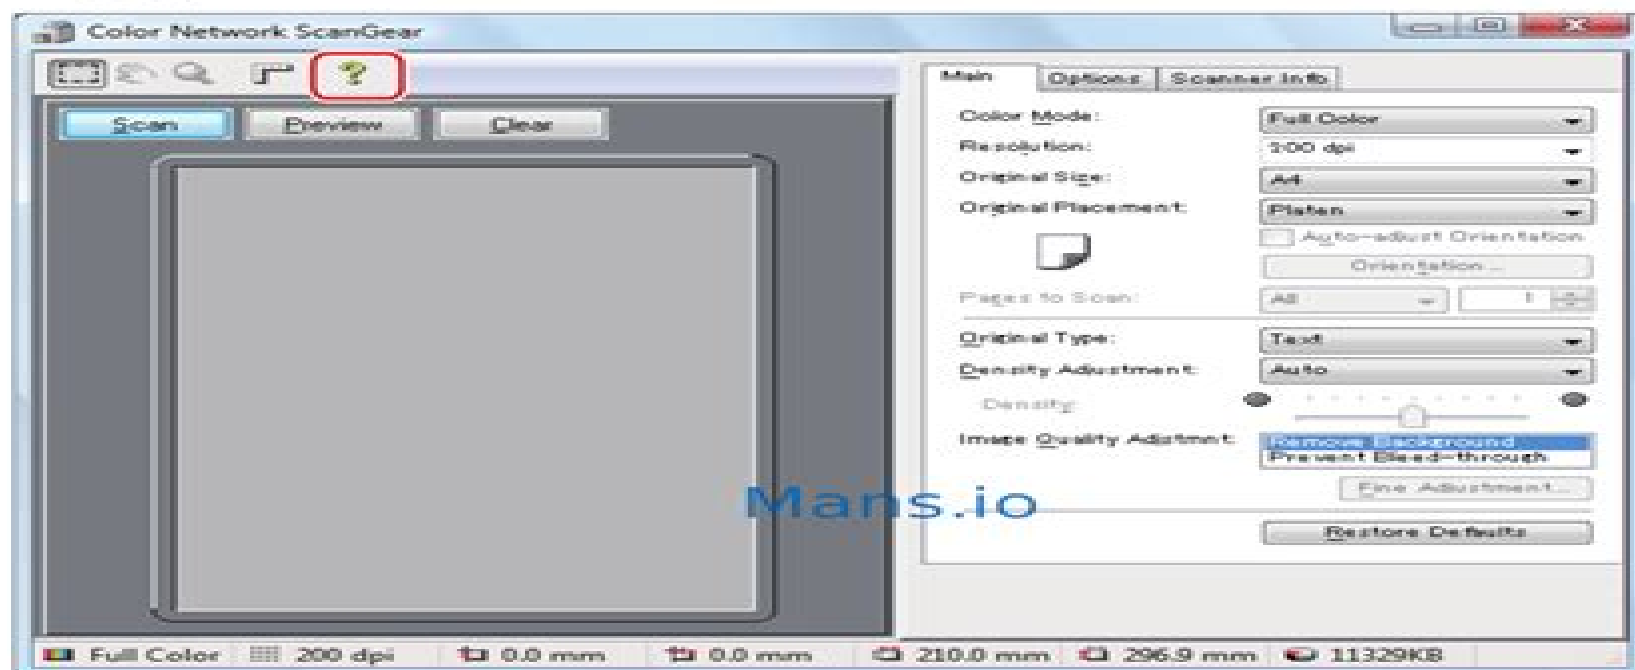 Color Network ScanGear
Scan Preview Clear
Main Options Scanner Info
Color Mode: Full Color
Resolution: 200 dpi
Original Size: A4
Original Placement: Platen
Auto-adjust Orientation
Orientation ...
Pages to Scan: All 1
Original Type: Text
Density Adjustment: Auto
Density:
Image Quality Adjstmnt: Remove Background
Prevent Bleed-through
Fine Adjustment...
Mans.io
Restore Defaults
Full Color 200 dpi 0.0 mm 0.0 mm 210.0 mm 296.9 mm 11329KB